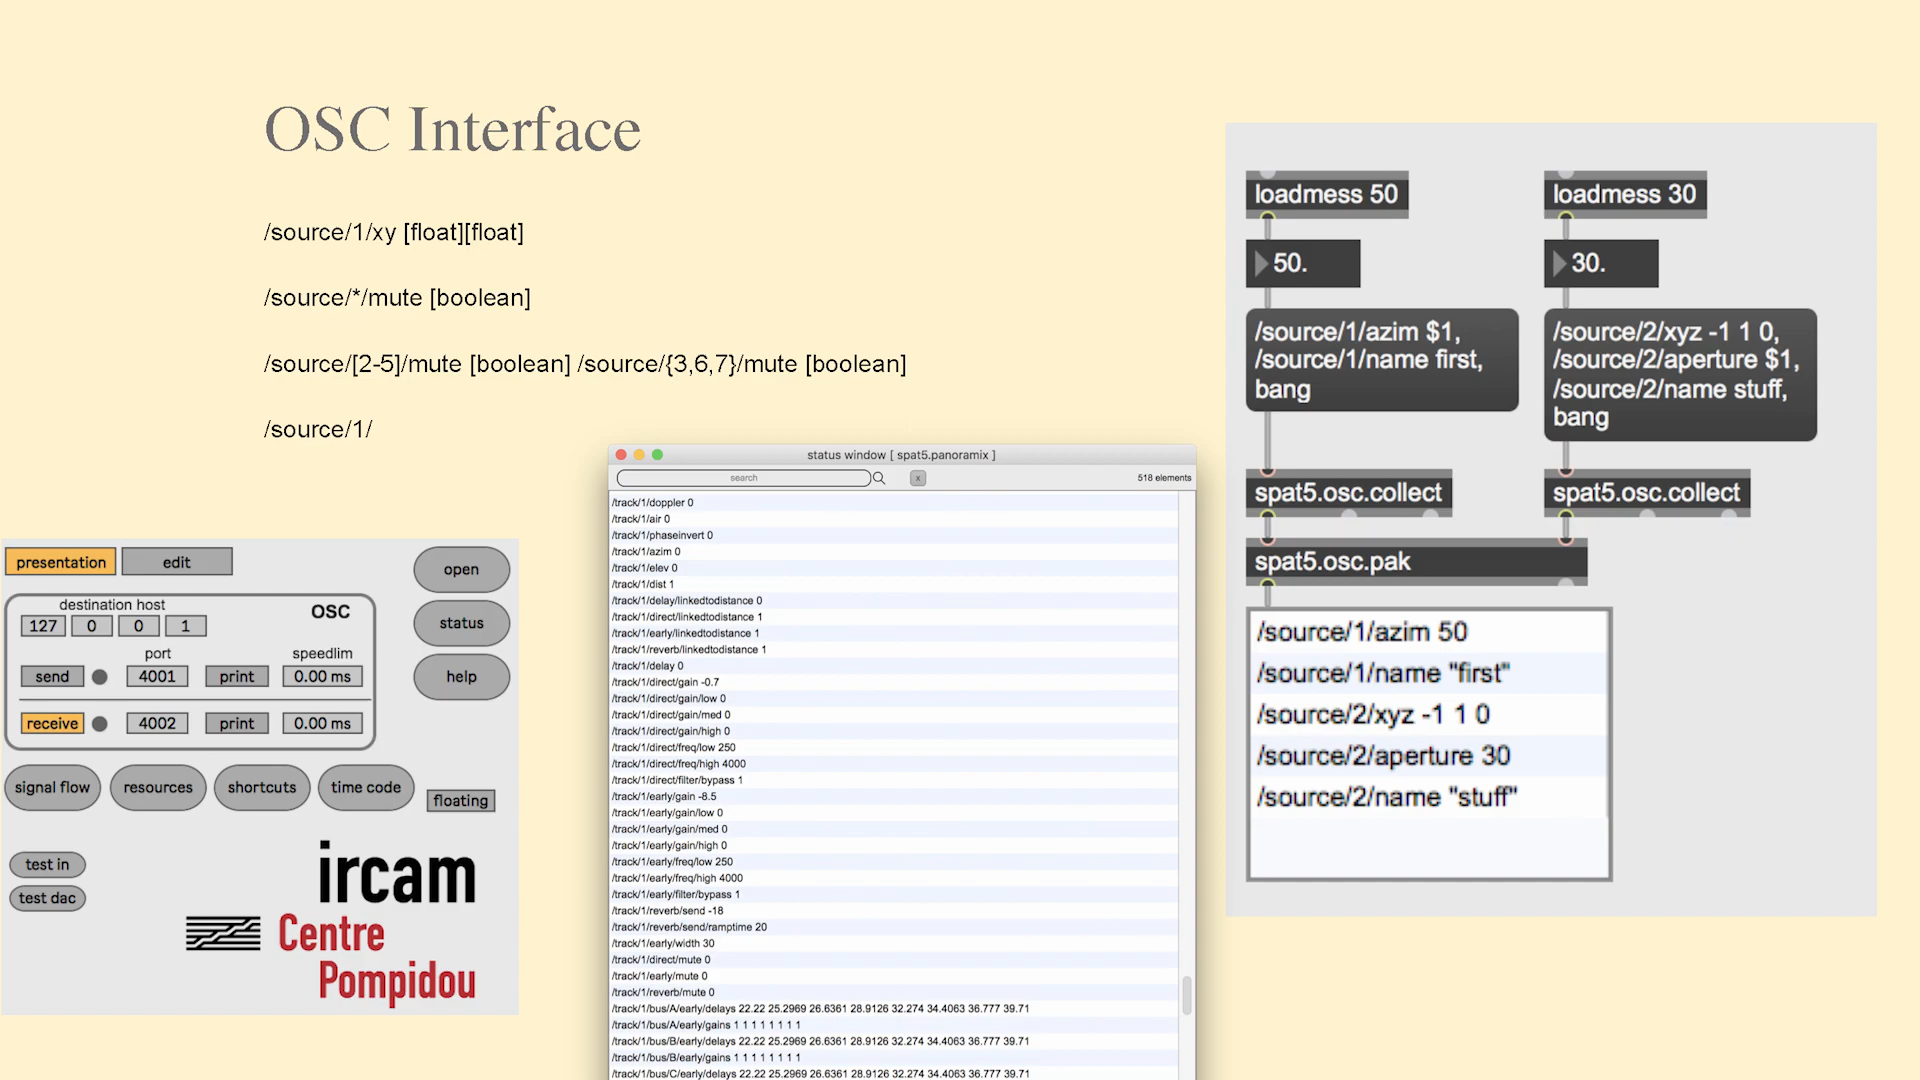 OSC Interface
/source/1/xy [float][float]
/source/*/mute [boolean]
/source/[2-5]/mute [boolean] /source/{3,6,7}/mute [boolean]
/source/1/
presentation
edit
open
status
help
destination host
OSC
127
0
0
1
port
speedlim
send
4001
print
0.00 ms
receive
4002
print
0.00 ms
signal flow
resources
shortcuts
time code
floating
test in
test dac
ircam
Centre
Pompidou
status window [ spat5.panoramix ]
search
x
518 elements
/track/1/doppler 0
/track/1/air 0
/track/1/phaseinvert 0
/track/1/azim 0
/track/1/elev 0
/track/1/dist 1
/track/1/delay/linkedtodistance 0
/track/1/direct/linkedtodistance 1
/track/1/early/linkedtodistance 1
/track/1/reverb/linkedtodistance 1
/track/1/delay 0
/track/1/direct/gain -0.7
/track/1/direct/gain/low 0
/track/1/direct/gain/med 0
/track/1/direct/gain/high 0
/track/1/direct/freq/low 250
/track/1/direct/freq/high 4000
/track/1/direct/filter/bypass 1
/track/1/early/gain -8.5
/track/1/early/gain/low 0
/track/1/early/gain/med 0
/track/1/early/gain/high 0
/track/1/early/freq/low 250
/track/1/early/freq/high 4000
/track/1/early/filter/bypass 1
/track/1/reverb/send -18
/track/1/reverb/send/ramptime 20
/track/1/early/width 30
/track/1/direct/mute 0
/track/1/early/mute 0
/track/1/reverb/mute 0
/track/1/bus/A/early/delays 22.22 25.2969 26.6361 28.9126 32.274 34.4063 36.777 39.71
/track/1/bus/A/early/gains 1 1 1 1 1 1 1 1
/track/1/bus/B/early/delays 22.22 25.2969 26.6361 28.9126 32.274 34.4063 36.777 39.71
/track/1/bus/B/early/gains 1 1 1 1 1 1 1 1
/track/1/bus/C/early/delays 22.22 25.2969 26.6361 28.9126 32.274 34.4063 36.777 39.71
loadmess 50
loadmess 30
50.
30.
/source/1/azim $1,
/source/1/name first,
bang
/source/2/xyz -1 1 0,
/source/2/aperture $1,
/source/2/name stuff,
bang
spat5.osc.collect
spat5.osc.collect
spat5.osc.pak
/source/1/azim 50
/source/1/name "first"
/source/2/xyz -1 1 0
/source/2/aperture 30
/source/2/name "stuff"